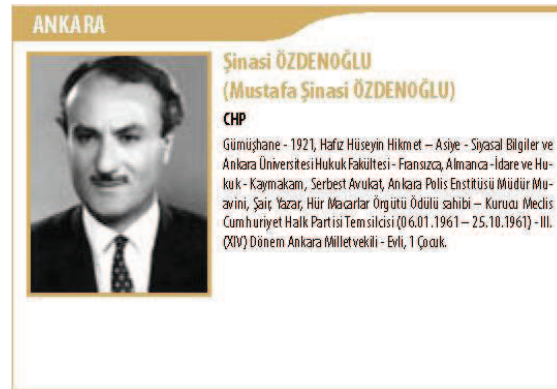 ANKARA
Şinasi ÖZDENOĞLU
(Mustafa Şinasi ÖZDENOĞLU)
CHP
Gümüşhane - 1921, Hafız Hüseyin Hikmet – Asiye - Siyasal Bilgiler ve
Ankara Üniversitesi Hukuk Fakültesi - Fransızca, Almanca - İdare ve Hu-
kuk - Kaymakam, Serbest Avukat, Ankara Polis Enstitüsü Müdür Mu-
avini, Şair, Yazar, Hür Macarlar Örgütü Ödülü sahibi – Kurucu Meclis
Cumhuriyet Halk Partisi Temsilcisi (06.01.1961 – 25.10.1961) - III.
(XIV) Dönem Ankara Milletvekili - Evli, 1 Çocuk.